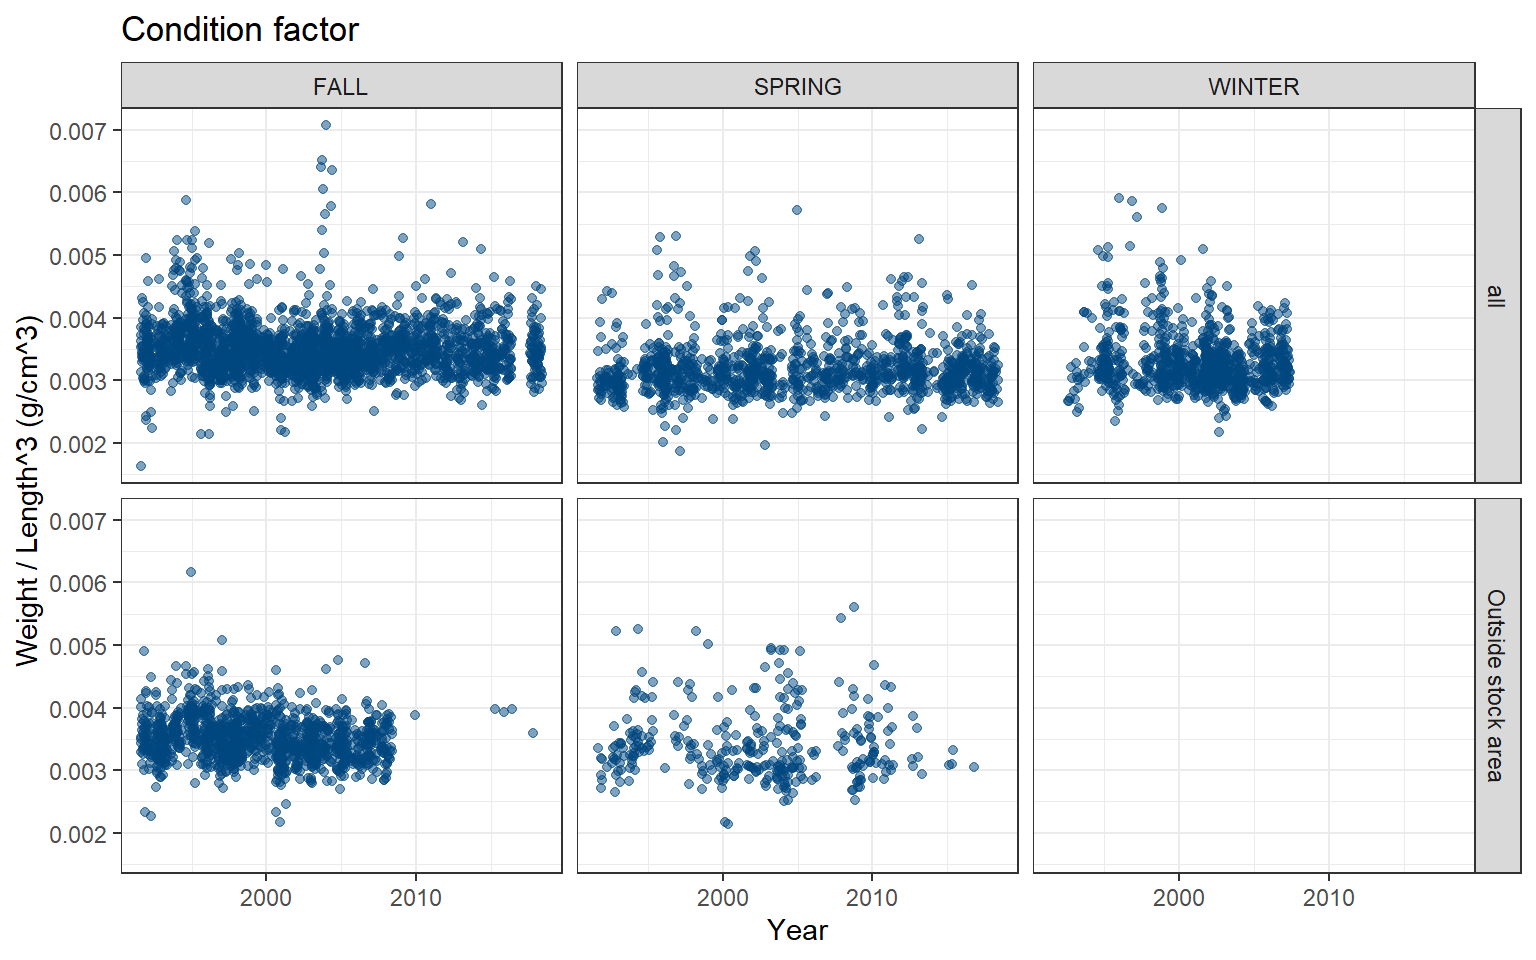 Condition factor
FALL
SPRING
WINTER
0.007
0.006
0.005
0.004
0.003
0.002
all
0.007
0.006
0.005
0.004
0.003
0.002
Outside stock area
Weight / Length^3 (g/cm^3)
2000
2010
2000
2010
2000
2010
Year